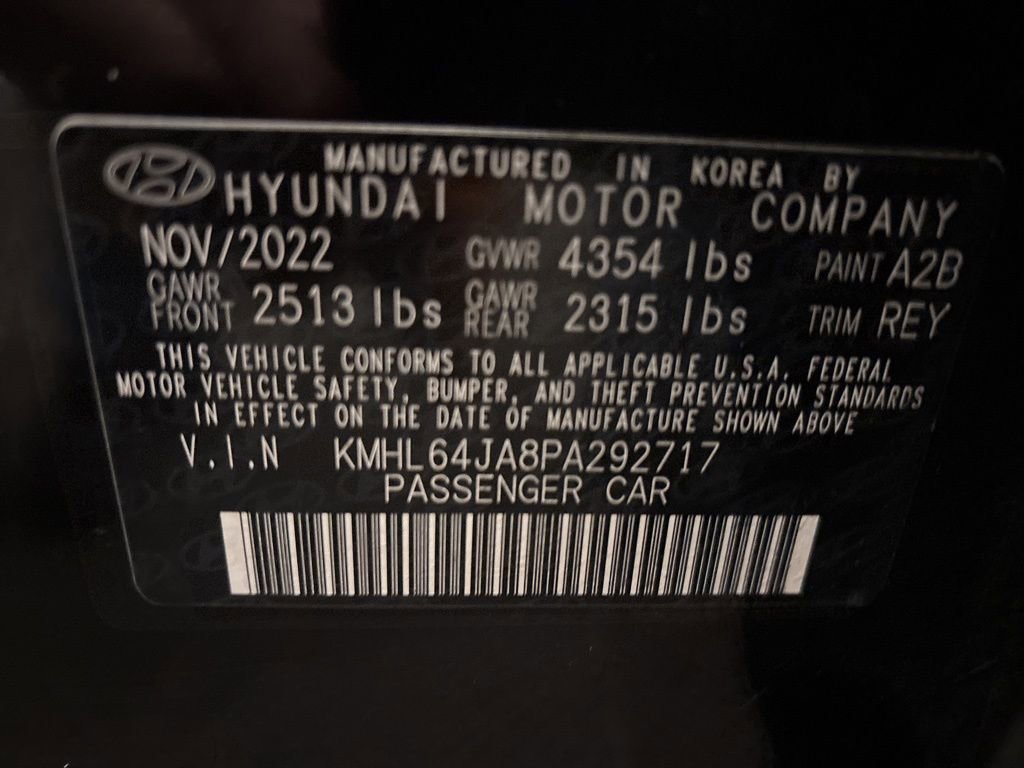 MANUFACTURED IN KOREA BY
HYUNDAI MOTOR COMPANY
NOV/2022 GVWR 4354 lbs PAINT A2B
GAWR FRONT 2513 lbs GAWR REAR 2315 lbs TRIM REY
THIS VEHICLE CONFORMS TO ALL APPLICABLE U.S.A. FEDERAL
MOTOR VEHICLE SAFETY, BUMPER, AND THEFT PREVENTION STANDARDS
IN EFFECT ON THE DATE OF MANUFACTURE SHOWN ABOVE
V.I.N KMHL64JA8PA292717
PASSENGER CAR